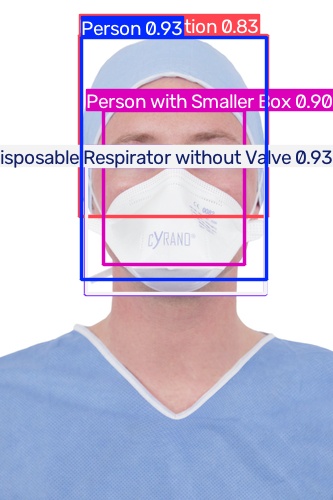 Person 0.93
tion 0.83
Person with Smaller Box 0.90
isposable Respirator without Valve 0.93
CYRANO®